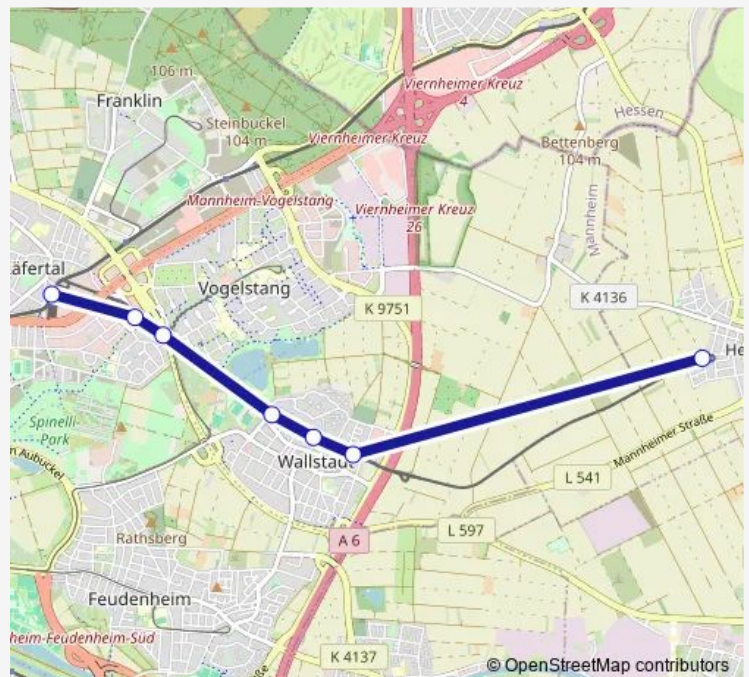 106 m
Franklin
Steinbuckel
104 m
Viernheimer Kreuz
4
Viernheimer-Kreuz
Hessen
Bettenberg
104 m
Mannheim-Vogelstang
Viernheimer Kreuz
26
Mannheim
äfertal
Vogelstang
K 4136
K 9751
He
Spinelli-
Park
Mannheimer Straße
m Aubuckel
Wallstadt
L 541
Rathsberg
A 6
L 597
Feudenheim
heim-Feudenheim-Süd
K 4137
aße
© OpenStreetMap contributors